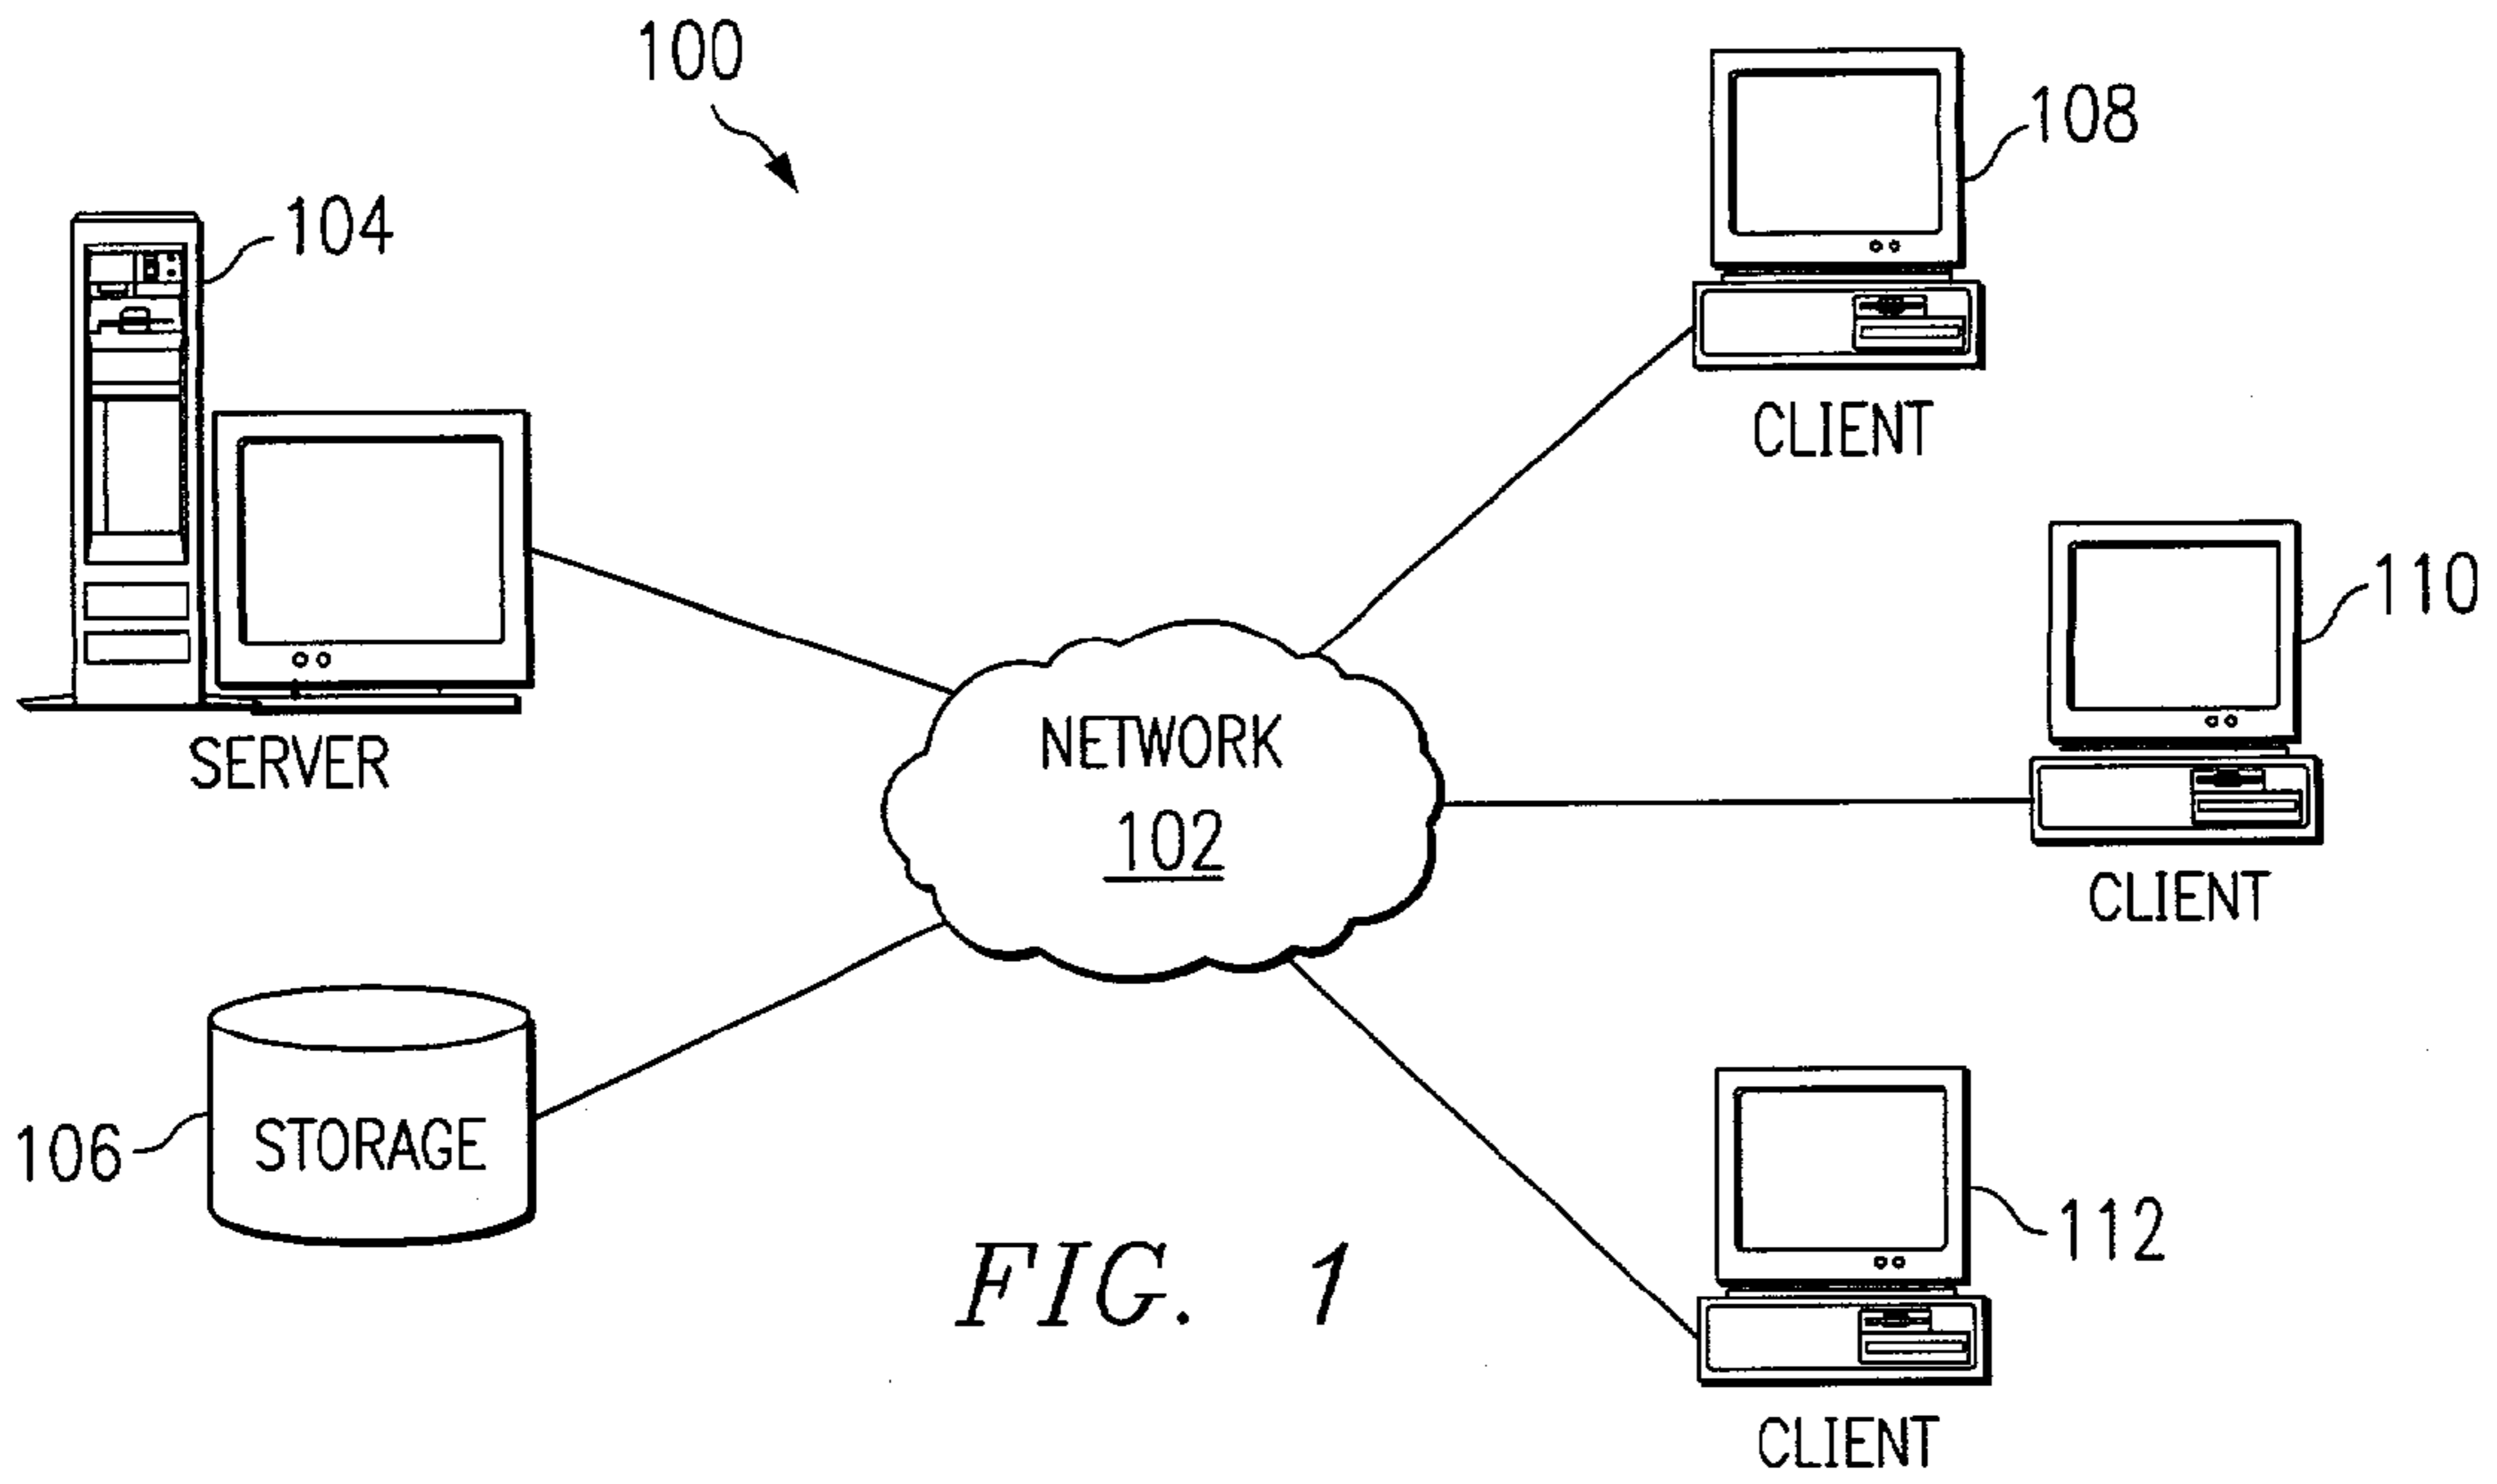 100
108
104
CLIENT
110
NETWORK
102
SERVER
CLIENT
STORAGE
106
112
FIG. 1
CLIENT